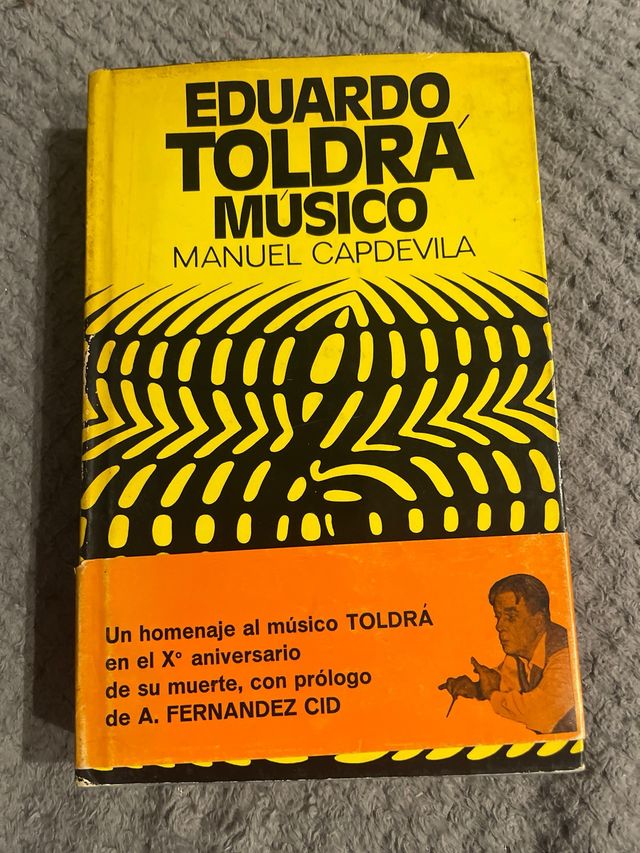 EDUARDO
TOLDRÁ
MÚSICO
MANUEL CAPDEVILA
Un homenaje al músico TOLDRÁ
en el Xº aniversario
de su muerte, con prólogo
de A. FERNANDEZ CID